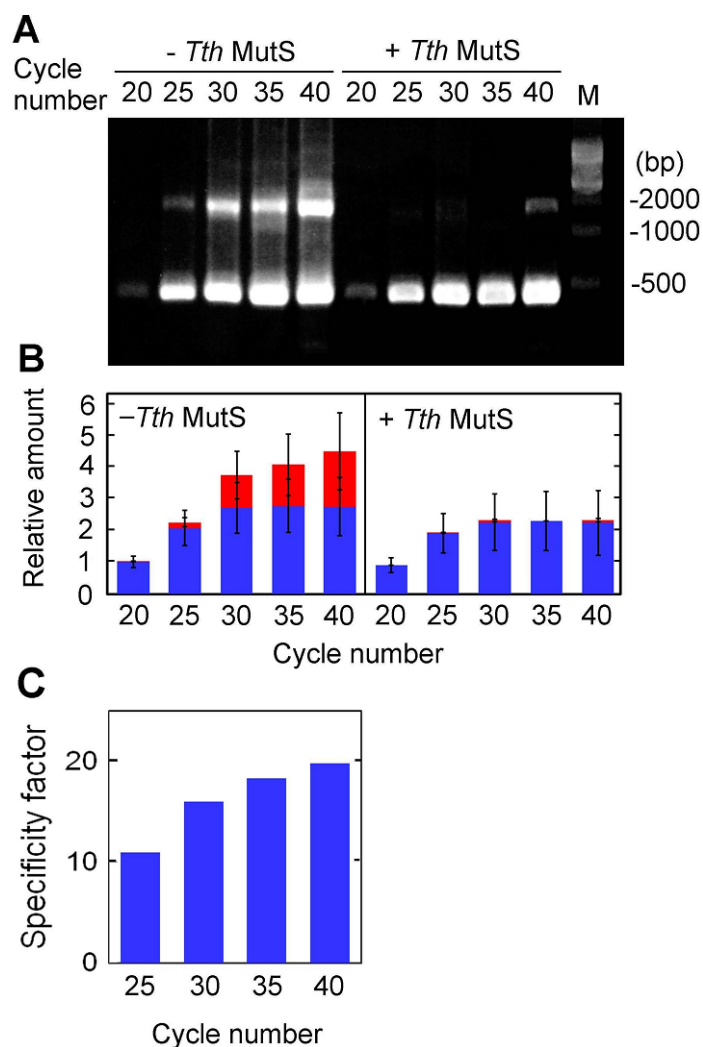 A
- Tth MutS + Tth MutS
Cycle number 20 25 30 35 40 20 25 30 35 40 M
(bp)
-2000
-1000
-500
B
Relative amount
6
5
4
3
2
1
0
–Tth MutS
+ Tth MutS
20 25 30 35 40 20 25 30 35 40
Cycle number
C
Specificity factor
20
10
0
25 30 35 40
Cycle number